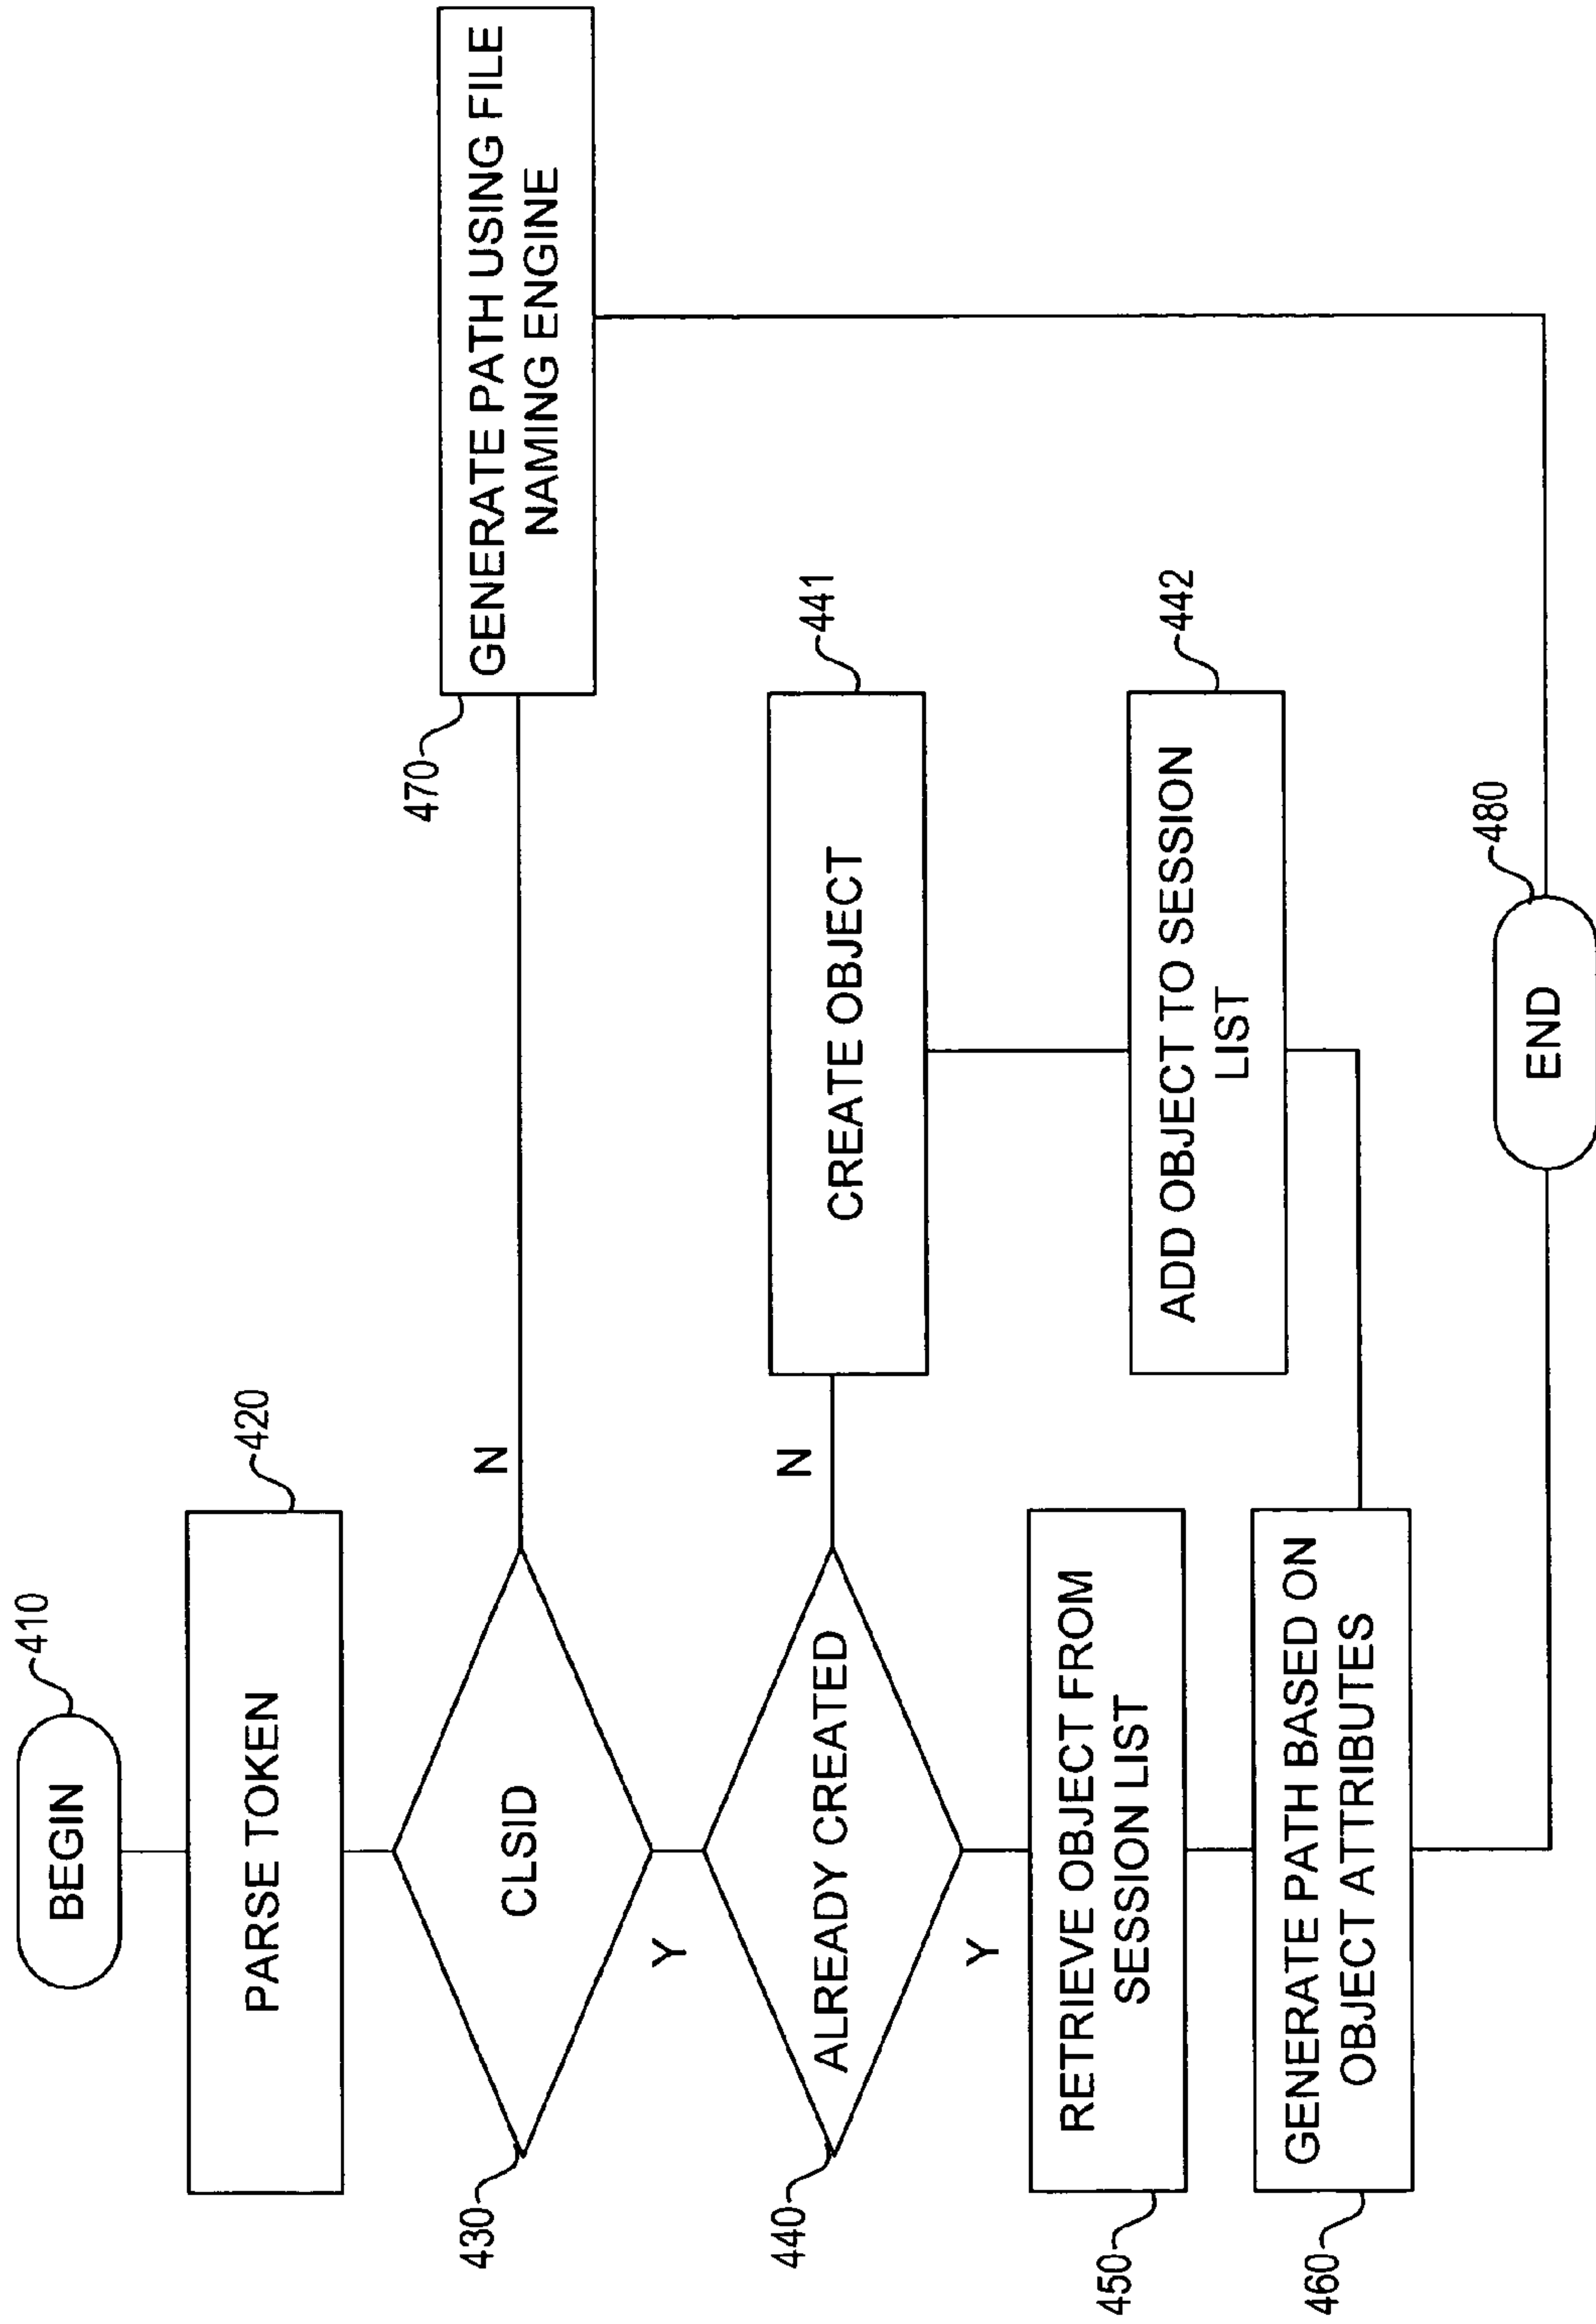 BEGIN
410
PARSE TOKEN
420
CLSID
430
N
Y
470
GENERATE PATH USING FILE
NAMING ENGINE
ALREADY CREATED
440
N
Y
CREATE OBJECT
441
RETRIEVE OBJECT FROM
SESSION LIST
450
ADD OBJECT TO SESSION
LIST
442
GENERATE PATH BASED ON
OBJECT ATTRIBUTES
460
END
480